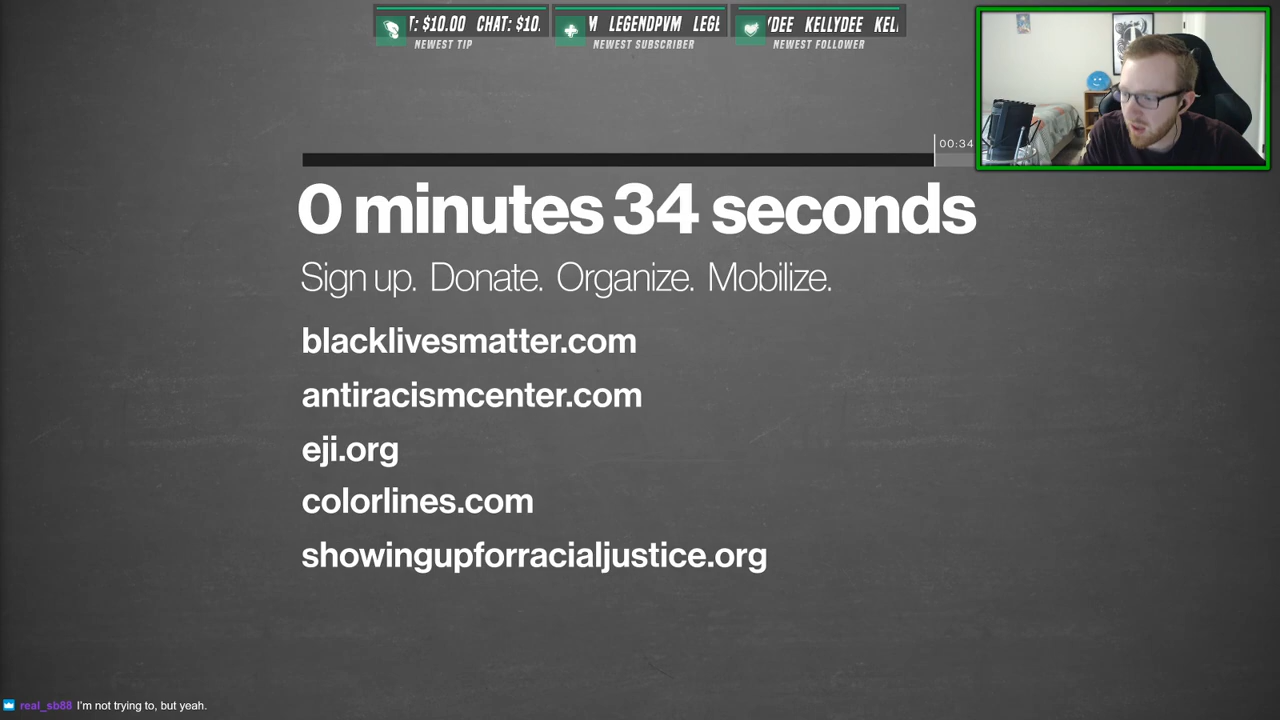 T: $10.00 CHAT: $10.
NEWEST TIP
M LEGENDPVM LEGE
NEWEST SUBSCRIBER
YDEE KELLYDEE KELL
NEWEST FOLLOWER
00:34
0 minutes 34 seconds
Sign up. Donate. Organize. Mobilize.
blacklivesmatter.com
antiracismcenter.com
eji.org
colorlines.com
showingupforracialjustice.org
real_sb88 I'm not trying to, but yeah.